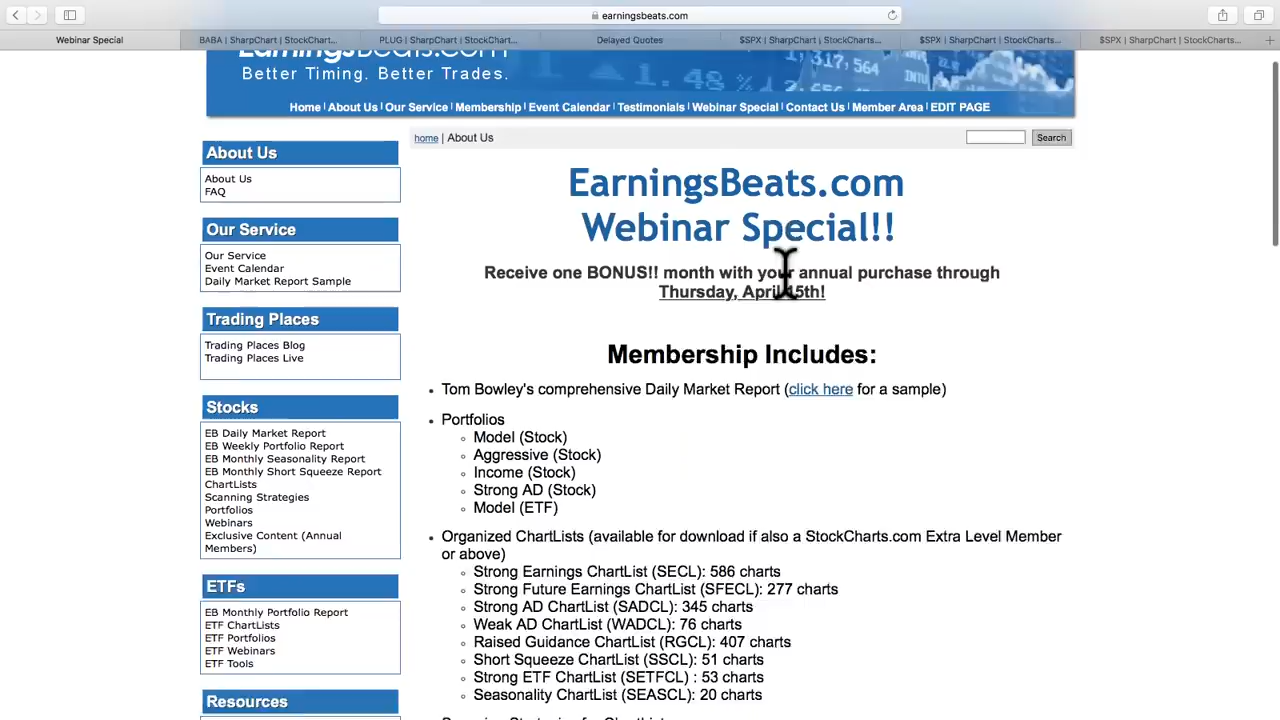 earningsbeats.com
Webinar Special
BABA | SharpChart | StockChart...
PLUG | SharpChart | StockChart...
Delayed Quotes
$SPX | SharpChart | StockCharts...
$SPX | SharpChart | StockCharts...
$SPX | SharpChart | StockCharts...
EarningsBeats.com
Better Timing. Better Trades.
1.48 %
1,317,564
Home | About Us | Our Service | Membership | Event Calendar | Testimonials | Webinar Special | Contact Us | Member Area | EDIT PAGE
home | About Us
Search
About Us
About Us
FAQ
Our Service
Our Service
Event Calendar
Daily Market Report Sample
Trading Places
Trading Places Blog
Trading Places Live
Stocks
EB Daily Market Report
EB Weekly Portfolio Report
EB Monthly Seasonality Report
EB Monthly Short Squeeze Report
ChartLists
Scanning Strategies
Portfolios
Webinars
Exclusive Content (Annual
Members)
ETFs
EB Monthly Portfolio Report
ETF ChartLists
ETF Portfolios
ETF Webinars
ETF Tools
Resources
EarningsBeats.com
Webinar Special!!
Receive one BONUS!! month with your annual purchase through
Thursday, April 15th!
Membership Includes:
Tom Bowley's comprehensive Daily Market Report (click here for a sample)
Portfolios
Model (Stock)
Aggressive (Stock)
Income (Stock)
Strong AD (Stock)
Model (ETF)
Organized ChartLists (available for download if also a StockCharts.com Extra Level Member
or above)
Strong Earnings ChartList (SECL): 586 charts
Strong Future Earnings ChartList (SFECL): 277 charts
Strong AD ChartList (SADCL): 345 charts
Weak AD ChartList (WADCL): 76 charts
Raised Guidance ChartList (RGCL): 407 charts
Short Squeeze ChartList (SSCL): 51 charts
Strong ETF ChartList (SETFCL) : 53 charts
Seasonality ChartList (SEASCL): 20 charts